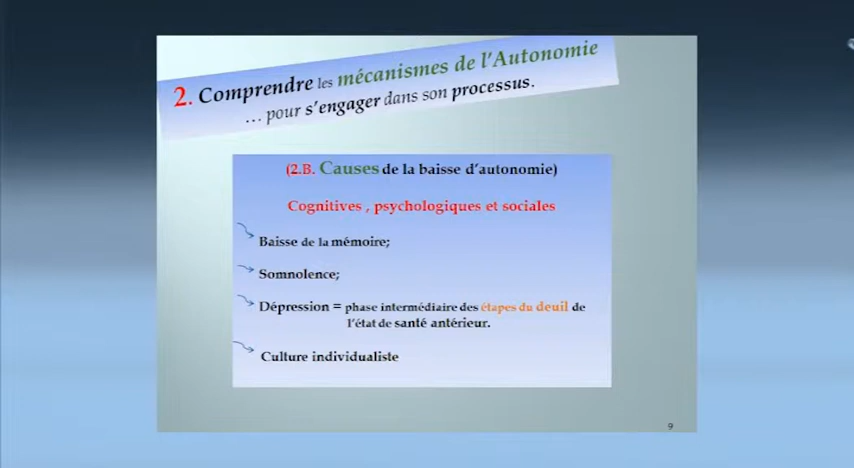 2. Comprendre les mécanismes de l'Autonomie
... pour s'engager dans son processus.
(2.B. Causes de la baisse d'autonomie)
Cognitives , psychologiques et sociales
Baisse de la mémoire;
Somnolence;
Dépression = phase intermédiaire des étapes du deuil de
l'état de santé antérieur.
Culture individualiste
9